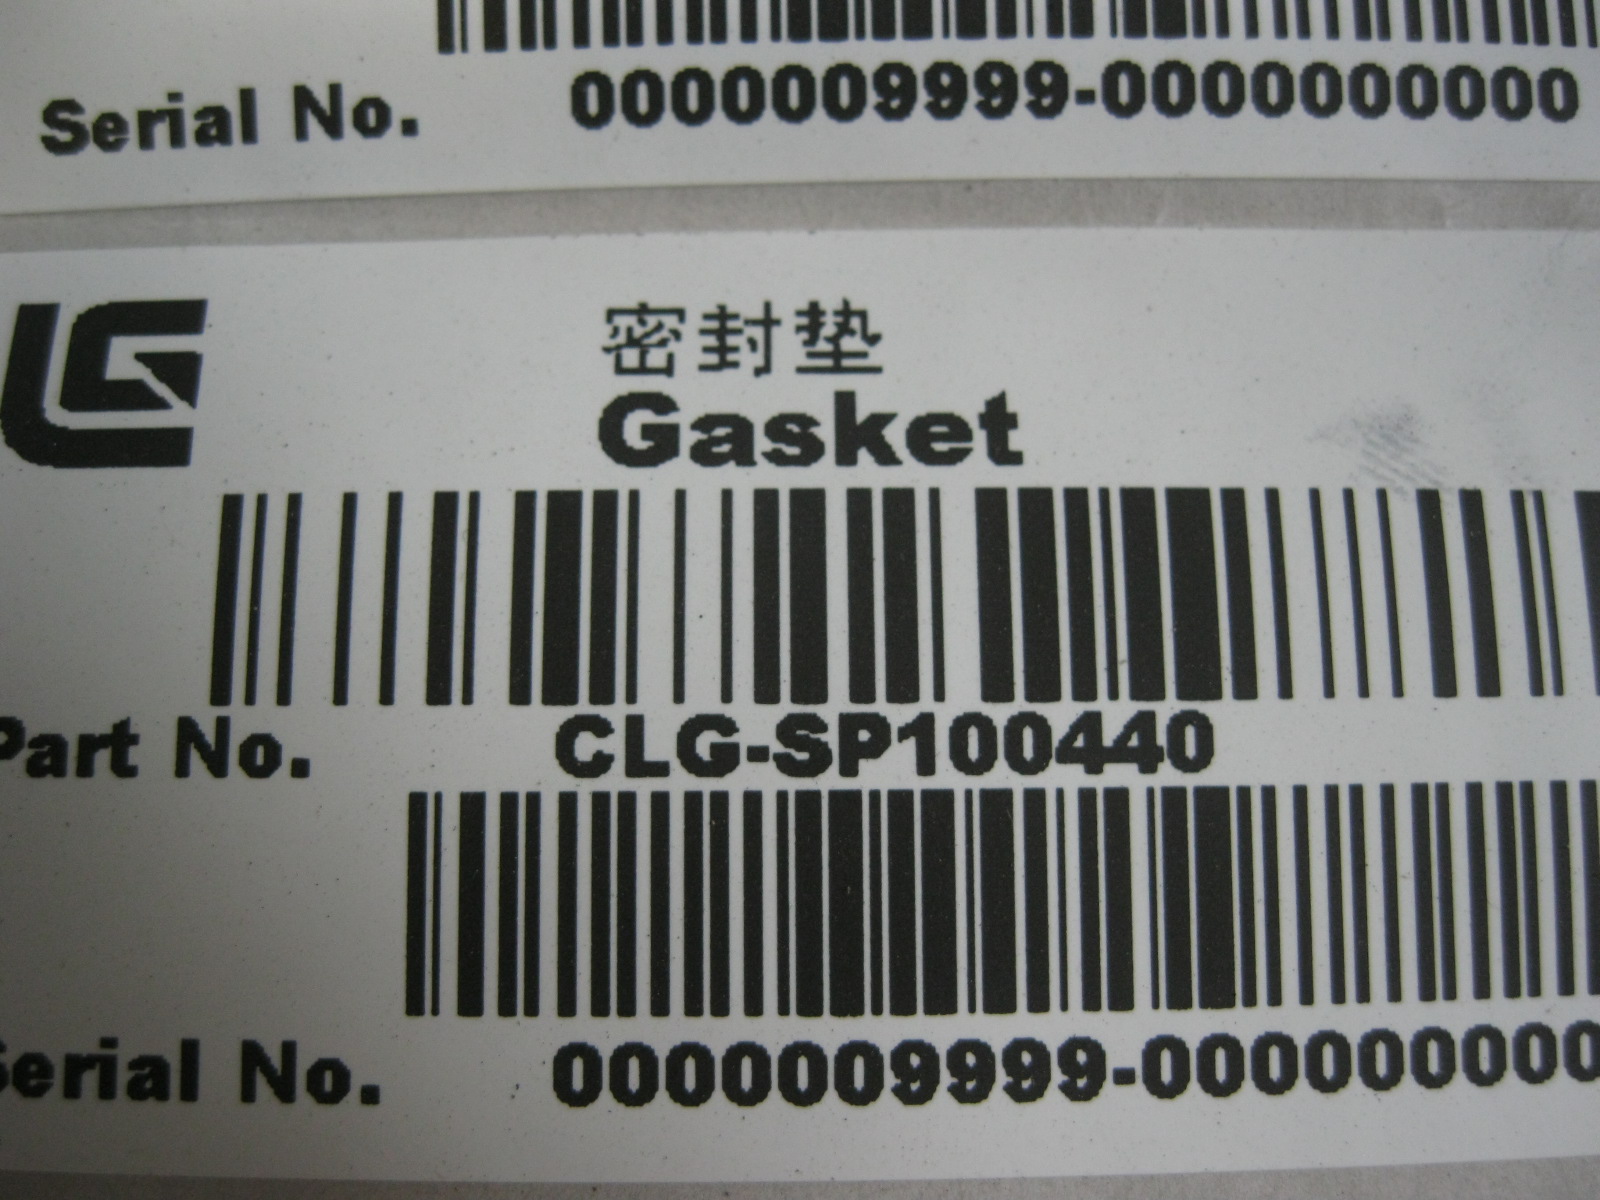 Serial No. 0000009999-0000000000
密封垫
Gasket
Part No. CLG-SP100440
Serial No. 0000009999-000000000